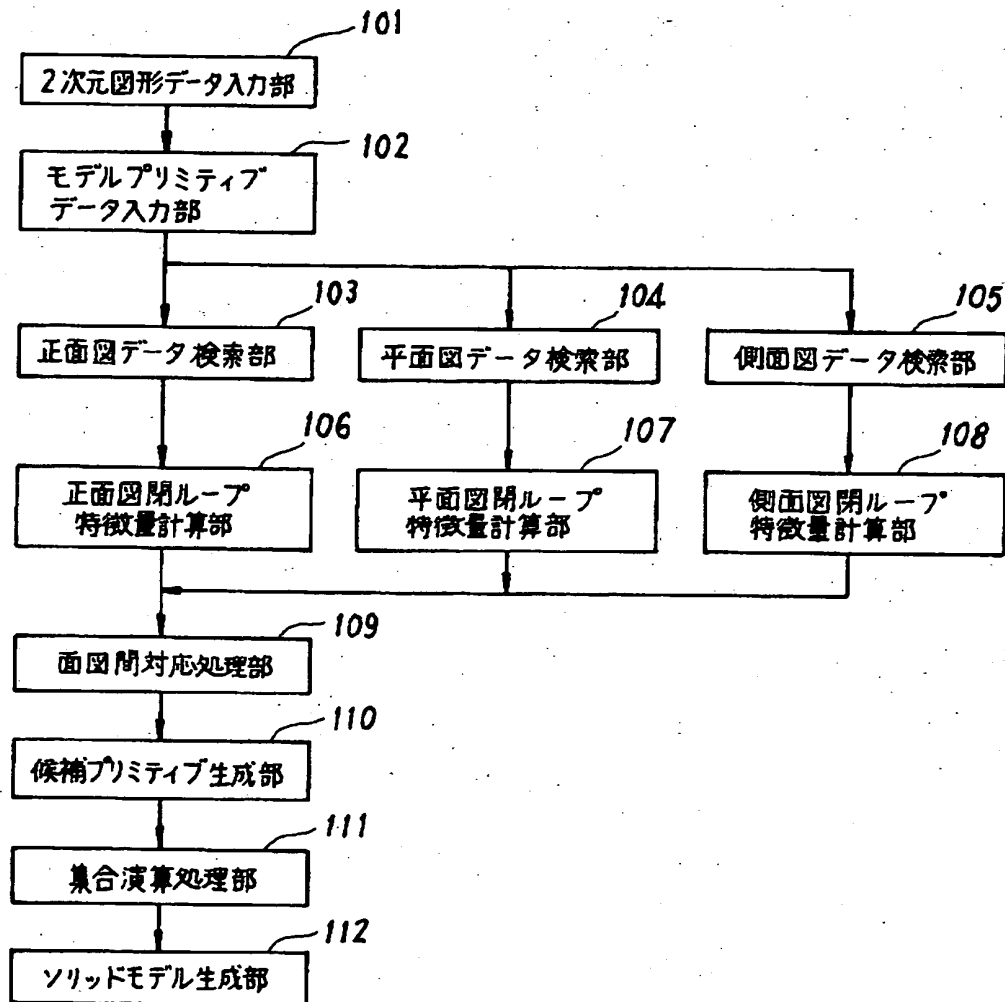 101
2次元図形データ入力部
102
モデルプリミティブ
データ入力部
103
104
105
正面図データ検索部
平面図データ検索部
側面図データ検索部
106
107
108
正面図閉ループ
特徴量計算部
平面図閉ループ
特徴量計算部
側面図閉ループ
特徴量計算部
109
面図間対応処理部
110
候補プリミティブ生成部
111
集合演算処理部
112
ソリッドモデル生成部